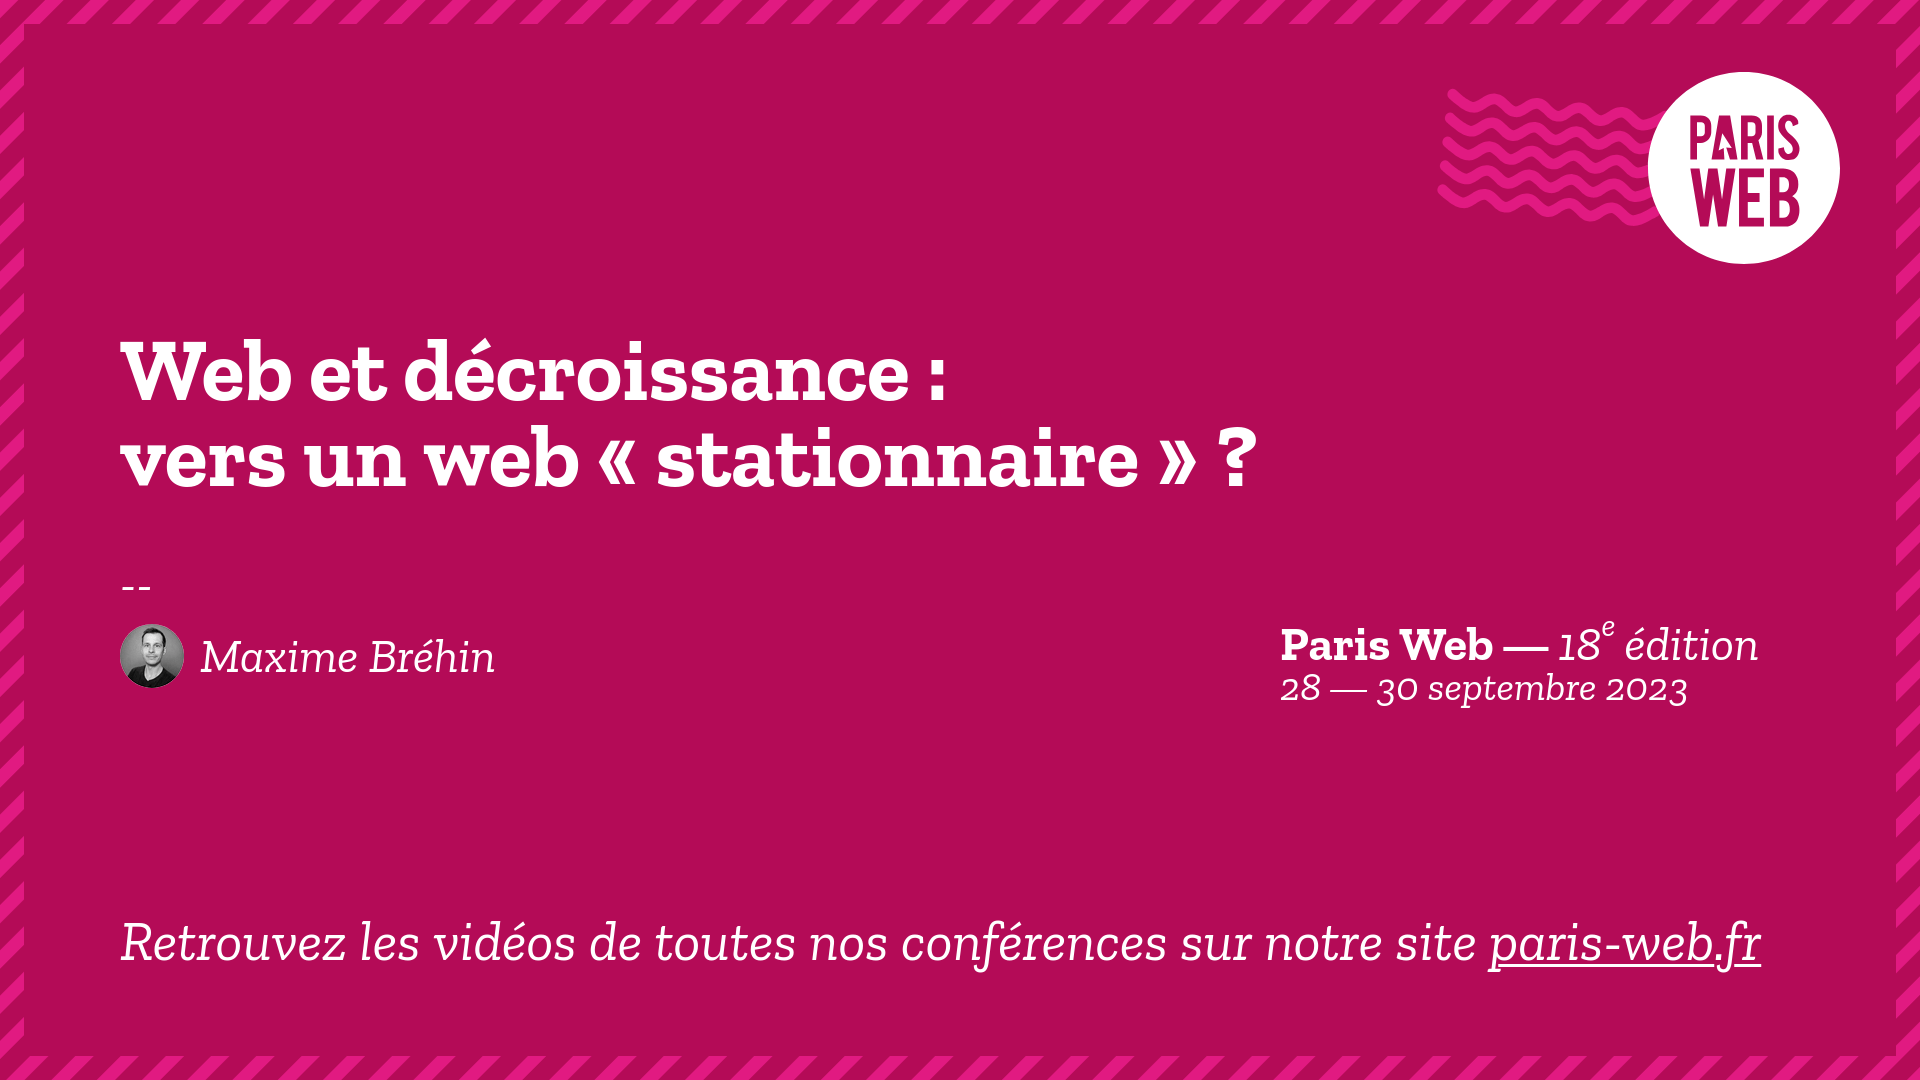 PARIS
WEB
Web et décroissance :
vers un web « stationnaire » ?
--
Maxime Bréhin
Paris Web — 18e édition
28 — 30 septembre 2023
Retrouvez les vidéos de toutes nos conférences sur notre site paris-web.fr